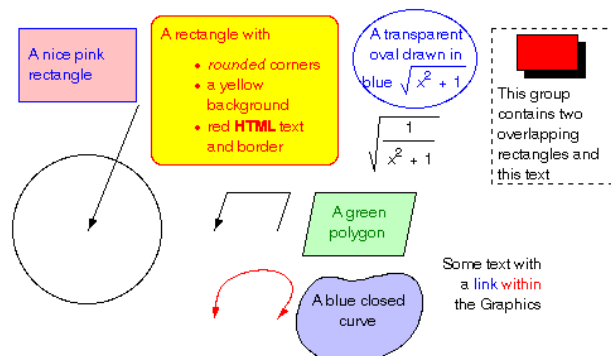 A nice pink
rectangle
A rectangle with
• rounded corners
• a yellow
background
• red HTML text
and border
A transparent
oval drawn in
blue √(x² + 1)
√(1/(x² + 1))
This group
contains two
overlapping
rectangles and
this text
A green
polygon
Some text with
a link within
the Graphics
A blue closed
curve